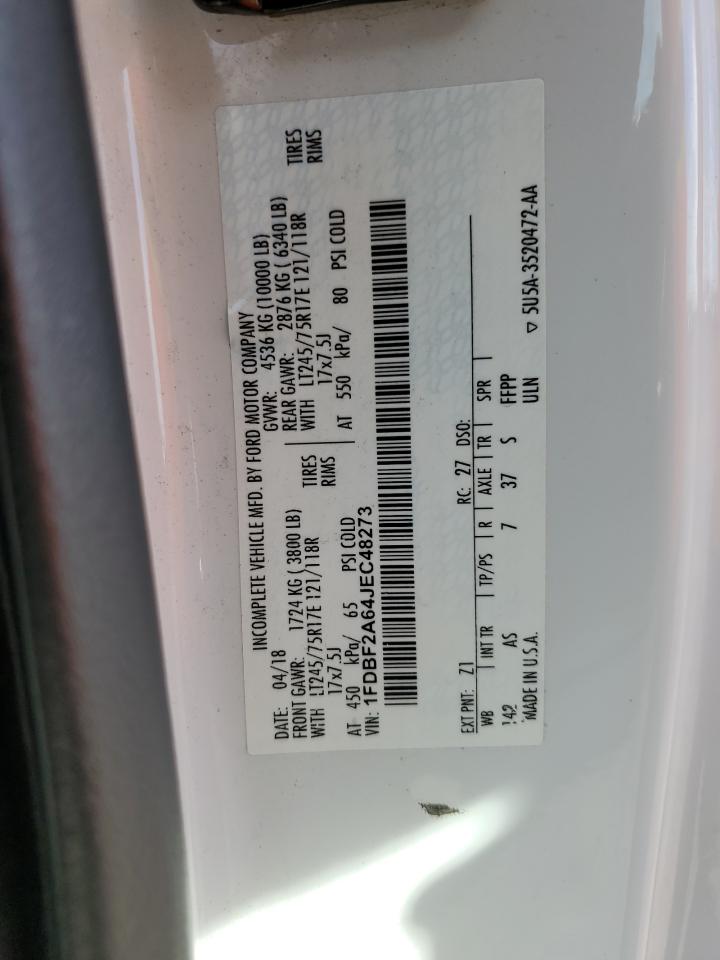 INCOMPLETE VEHICLE MFD. BY FORD MOTOR COMPANY
DATE: 04/18 GVWR: 4536 KG (10000 LB)
FRONT GAWR: 1724 KG ( 3800 LB) REAR GAWR: 2876 KG ( 6340 LB)
WITH LT245/75R17E 121/118R TIRES WITH LT245/75R17E 121/118R TIRES
17x7.5J RIMS 17x7.5J RIMS
AT 450 kPa/ 65 PSI COLD AT 550 kPa/ 80 PSI COLD
VIN: 1FDBF2A64JEC48273
EXT PNT: Z1 RC: 27 DSO:
WB INT TR TP/PS R AXLE TR SPR
142 AS 7 37 S FFPP
MADE IN U.S.A. ULN
▽ 5U5A-3520472-AA